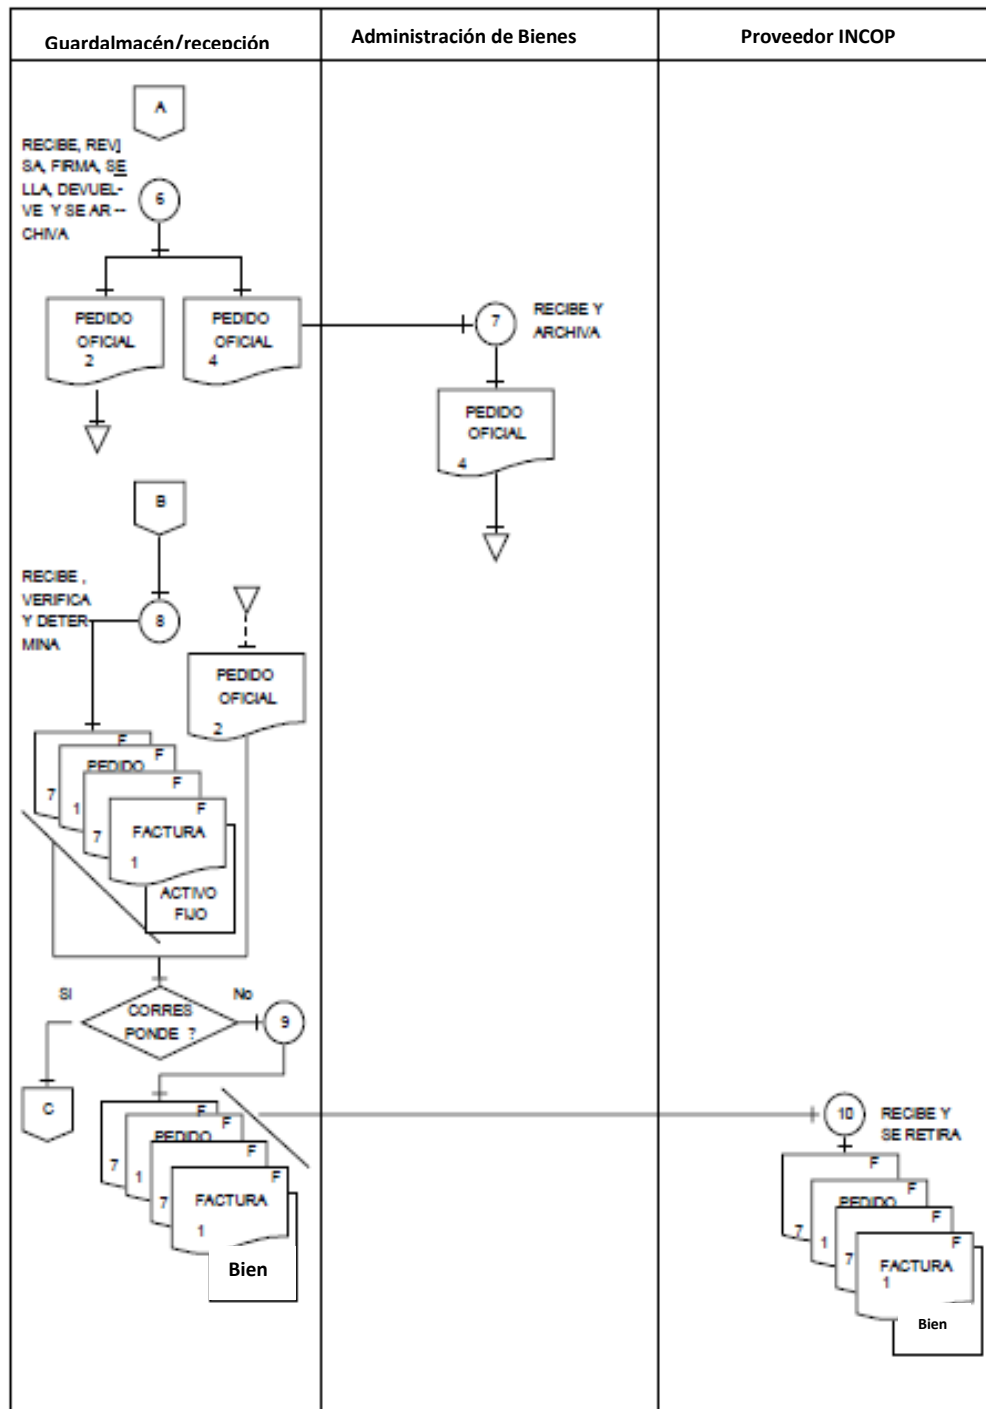 Guardalmacén/recepción
Administración de Bienes
Proveedor INCOP
A
RECIBE, REVI
SA, FIRMA, SE
LLA, DEVUEL-
VE Y SE AR --
CHIVA
6
PEDIDO
OFICIAL
2
PEDIDO
OFICIAL
4
7
RECIBE Y
ARCHIVA
PEDIDO
OFICIAL
4
B
RECIBE ,
VERIFICA
Y DETER
MINA
8
PEDIDO
OFICIAL
2
F
7
F
PEDIDO
1
F
7
F
FACTURA
1
ACTIVO
FIJO
SI
CORRES
PONDE ?
No
9
C
F
7
F
PEDIDO
1
F
7
F
FACTURA
1
Bien
10
RECIBE Y
SE RETIRA
F
7
F
PEDIDO
1
F
7
F
FACTURA
1
Bien